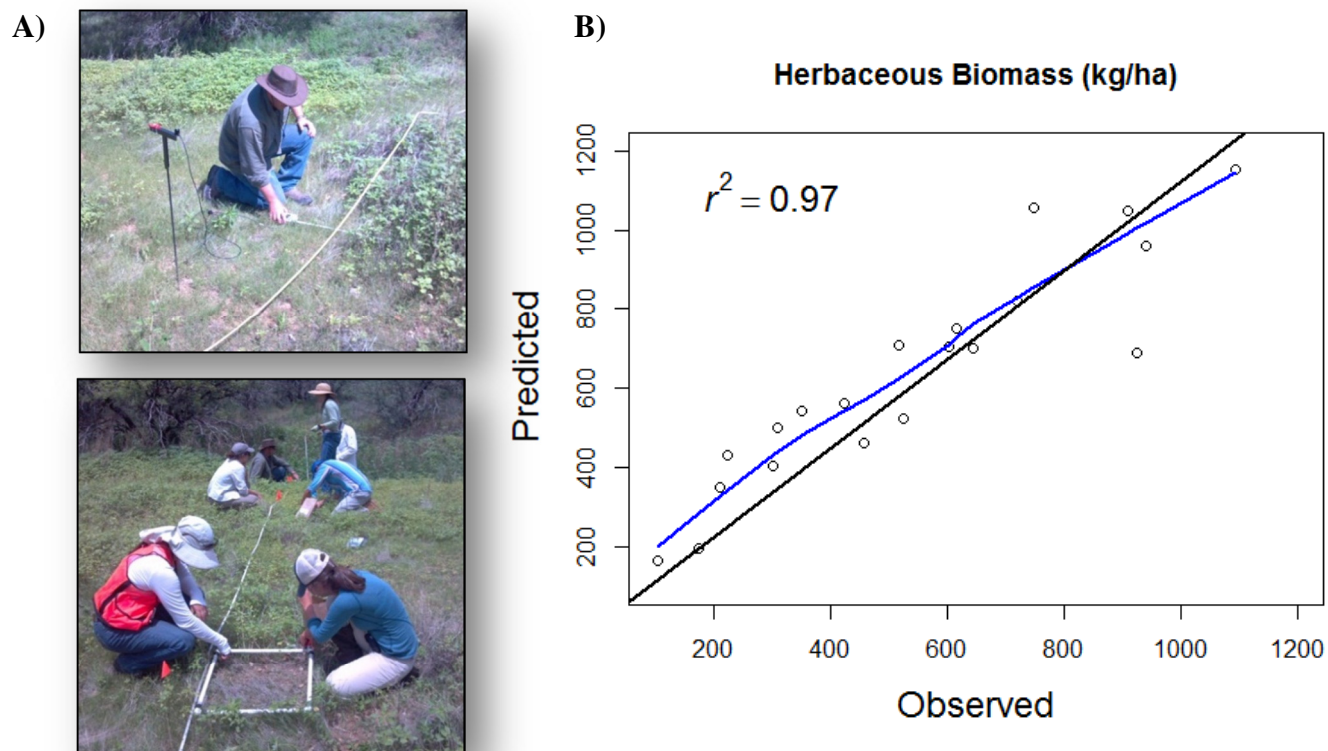 A)
B)
Herbaceous Biomass (kg/ha)
r² = 0.97
Predicted
1200
1000
800
600
400
200
200 400 600 800 1000 1200
Observed